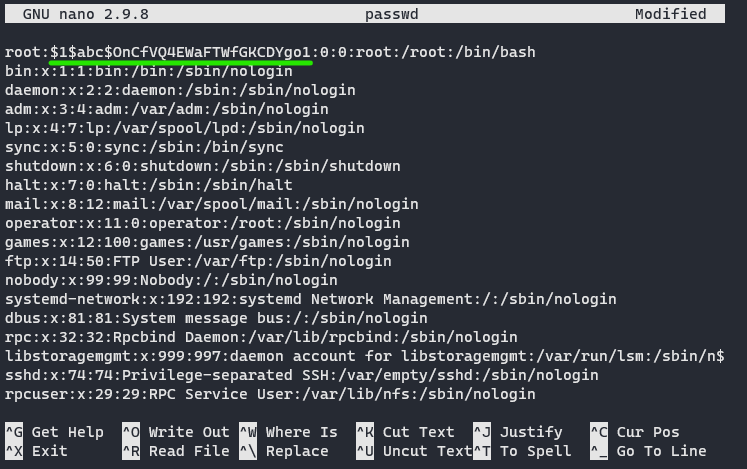 GNU nano 2.9.8 passwd Modified
root:$1$abc$OnCfVQ4EWaFTWfGKCDYgo1:0:0:root:/root:/bin/bash
bin:x:1:1:bin:/bin:/sbin/nologin
daemon:x:2:2:daemon:/sbin:/sbin/nologin
adm:x:3:4:adm:/var/adm:/sbin/nologin
lp:x:4:7:lp:/var/spool/lpd:/sbin/nologin
sync:x:5:0:sync:/sbin:/bin/sync
shutdown:x:6:0:shutdown:/sbin:/sbin/shutdown
halt:x:7:0:halt:/sbin:/sbin/halt
mail:x:8:12:mail:/var/spool/mail:/sbin/nologin
operator:x:11:0:operator:/root:/sbin/nologin
games:x:12:100:games:/usr/games:/sbin/nologin
ftp:x:14:50:FTP User:/var/ftp:/sbin/nologin
nobody:x:99:99:Nobody:/:/sbin/nologin
systemd-network:x:192:192:systemd Network Management:/:/sbin/nologin
dbus:x:81:81:System message bus:/:/sbin/nologin
rpc:x:32:32:Rpcbind Daemon:/var/lib/rpcbind:/sbin/nologin
libstoragemgmt:x:999:997:daemon account for libstoragemgmt:/var/run/lsm:/sbin/n$
sshd:x:74:74:Privilege-separated SSH:/var/empty/sshd:/sbin/nologin
rpcuser:x:29:29:RPC Service User:/var/lib/nfs:/sbin/nologin
^G Get Help ^O Write Out ^W Where Is ^K Cut Text ^J Justify ^C Cur Pos
^X Exit ^R Read File ^\ Replace ^U Uncut Text ^T To Spell ^_ Go To Line